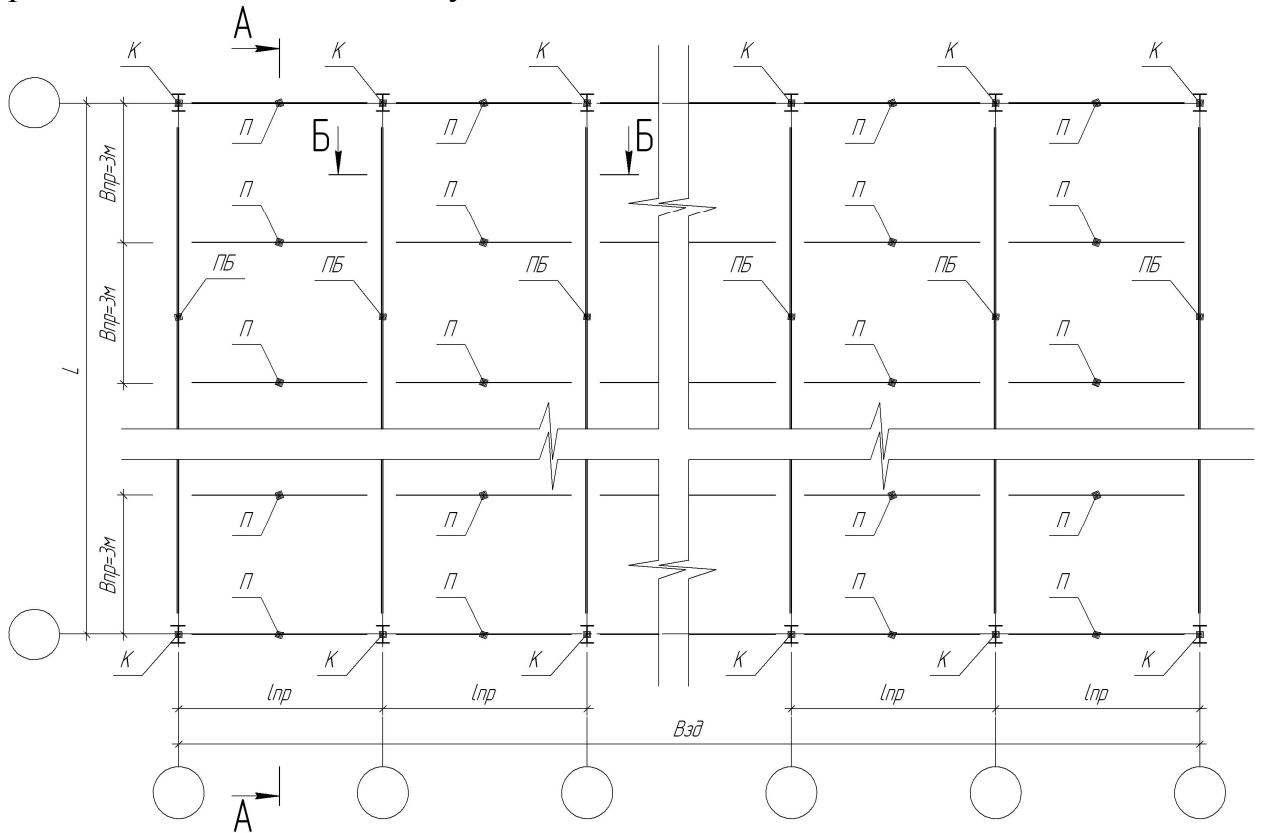 А
К К К К К К
П П П П
Б Б
Впр=3м
П П П П
ПБ ПБ ПБ ПБ ПБ ПБ
Впр=3м
П П П П
L
П П П П
Впр=3м
П П П П
К К К К К К
lпр lпр lпр lпр
Взд
А